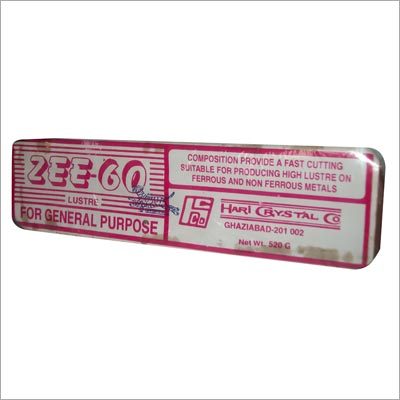 ZEE-60
LUSTRE
FOR GENERAL PURPOSE
COMPOSITION PROVIDE A FAST CUTTING
SUITABLE FOR PRODUCING HIGH LUSTRE ON
FERROUS AND NON FERROUS METALS
HARI CRYSTAL CO
GHAZIABAD-201 002
NET WT. 520 G